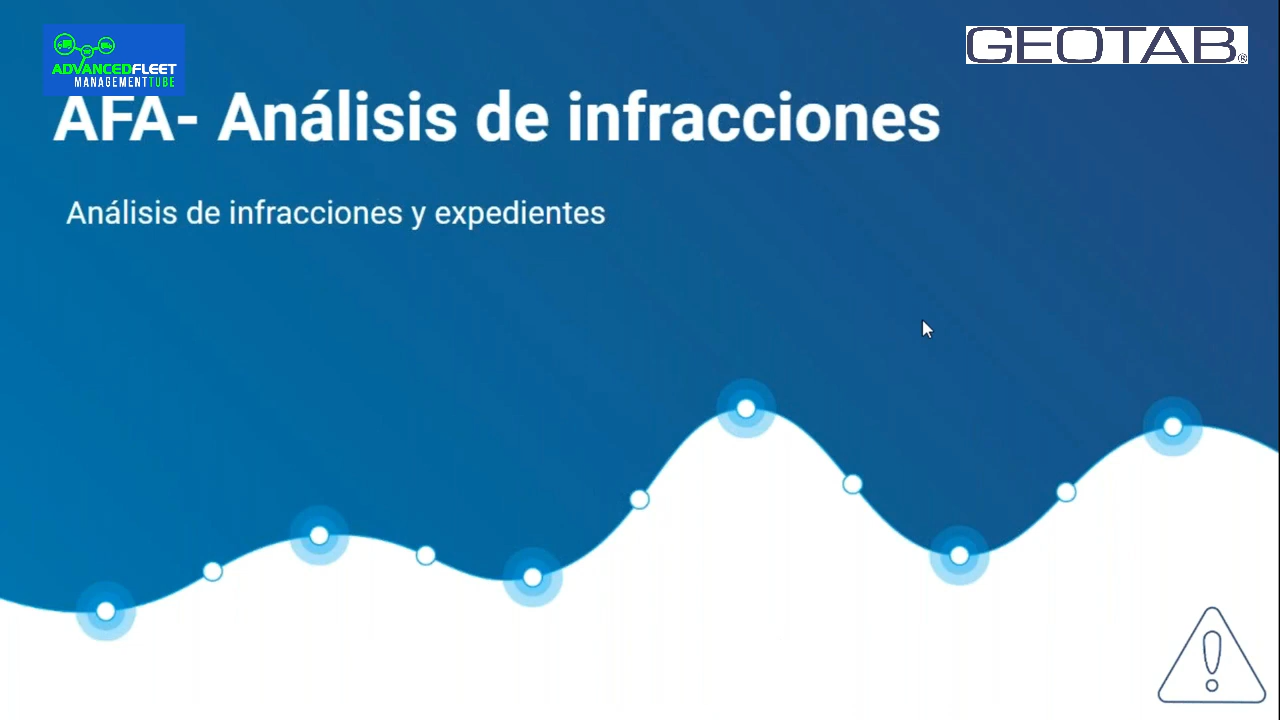 ADVANCEDFLEET
MANAGEMENTTUBE
GEOTAB®
AFA- Análisis de infracciones
Análisis de infracciones y expedientes